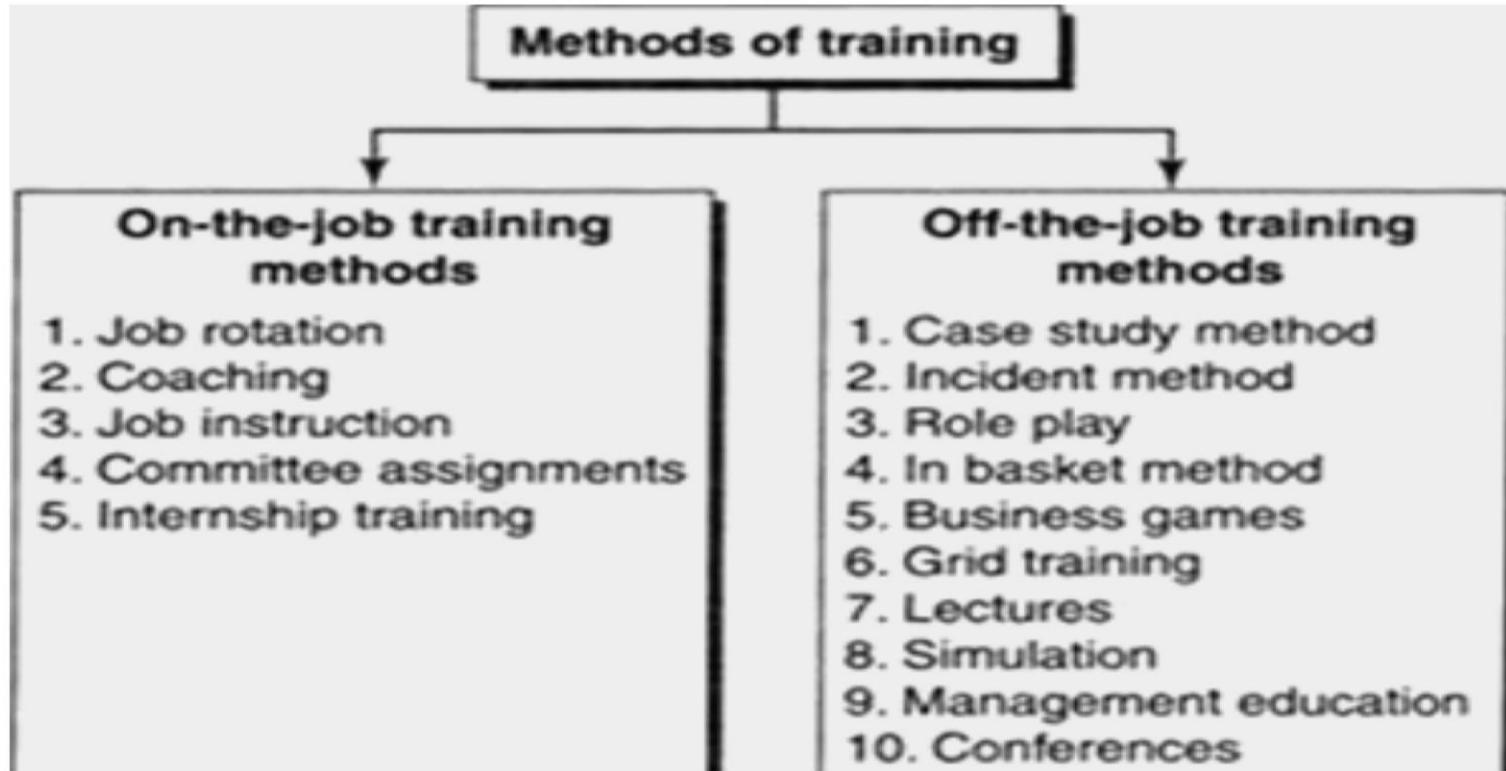 Methods of training
On-the-job training
methods
1. Job rotation
2. Coaching
3. Job instruction
4. Committee assignments
5. Internship training
Off-the-job training
methods
1. Case study method
2. Incident method
3. Role play
4. In basket method
5. Business games
6. Grid training
7. Lectures
8. Simulation
9. Management education
10. Conferences